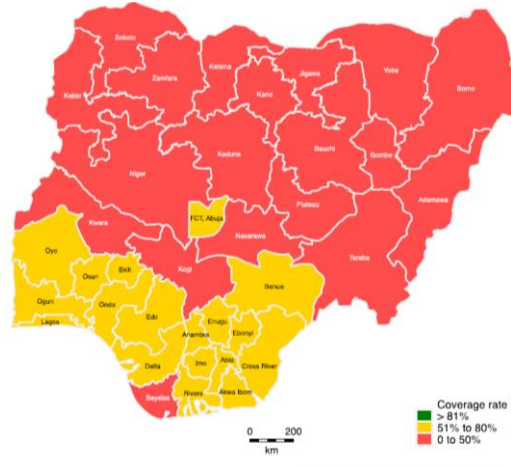 Sokoto
Katsina
Yobe
Borno
Zamfara
Jigawa
Kebbi
Kano
Bauchi
Gombe
Kaduna
Niger
Adamawa
Plateau
FCT, Abuja
Kwara
Nasarawa
Taraba
Oyo
Kogi
Osun
Ekiti
Benue
Ogun
Ondo
Edo
Enugu
Lagos
Anambra
Ebonyi
Delta
Imo
Abia
Cross River
Bayelsa
Rivers
Akwa Ibom
Coverage rate
> 81%
51% to 80%
0 to 50%
0 200
km